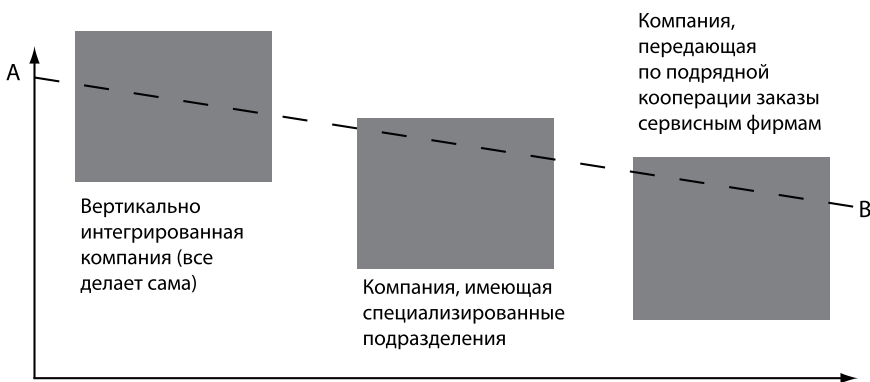 A
Вертикально
интегрированная
компания (все
делает сама)
Компания, имеющая
специализированные
подразделения
Компания,
передающая
по подрядной
кооперации заказы
сервисным фирмам
B